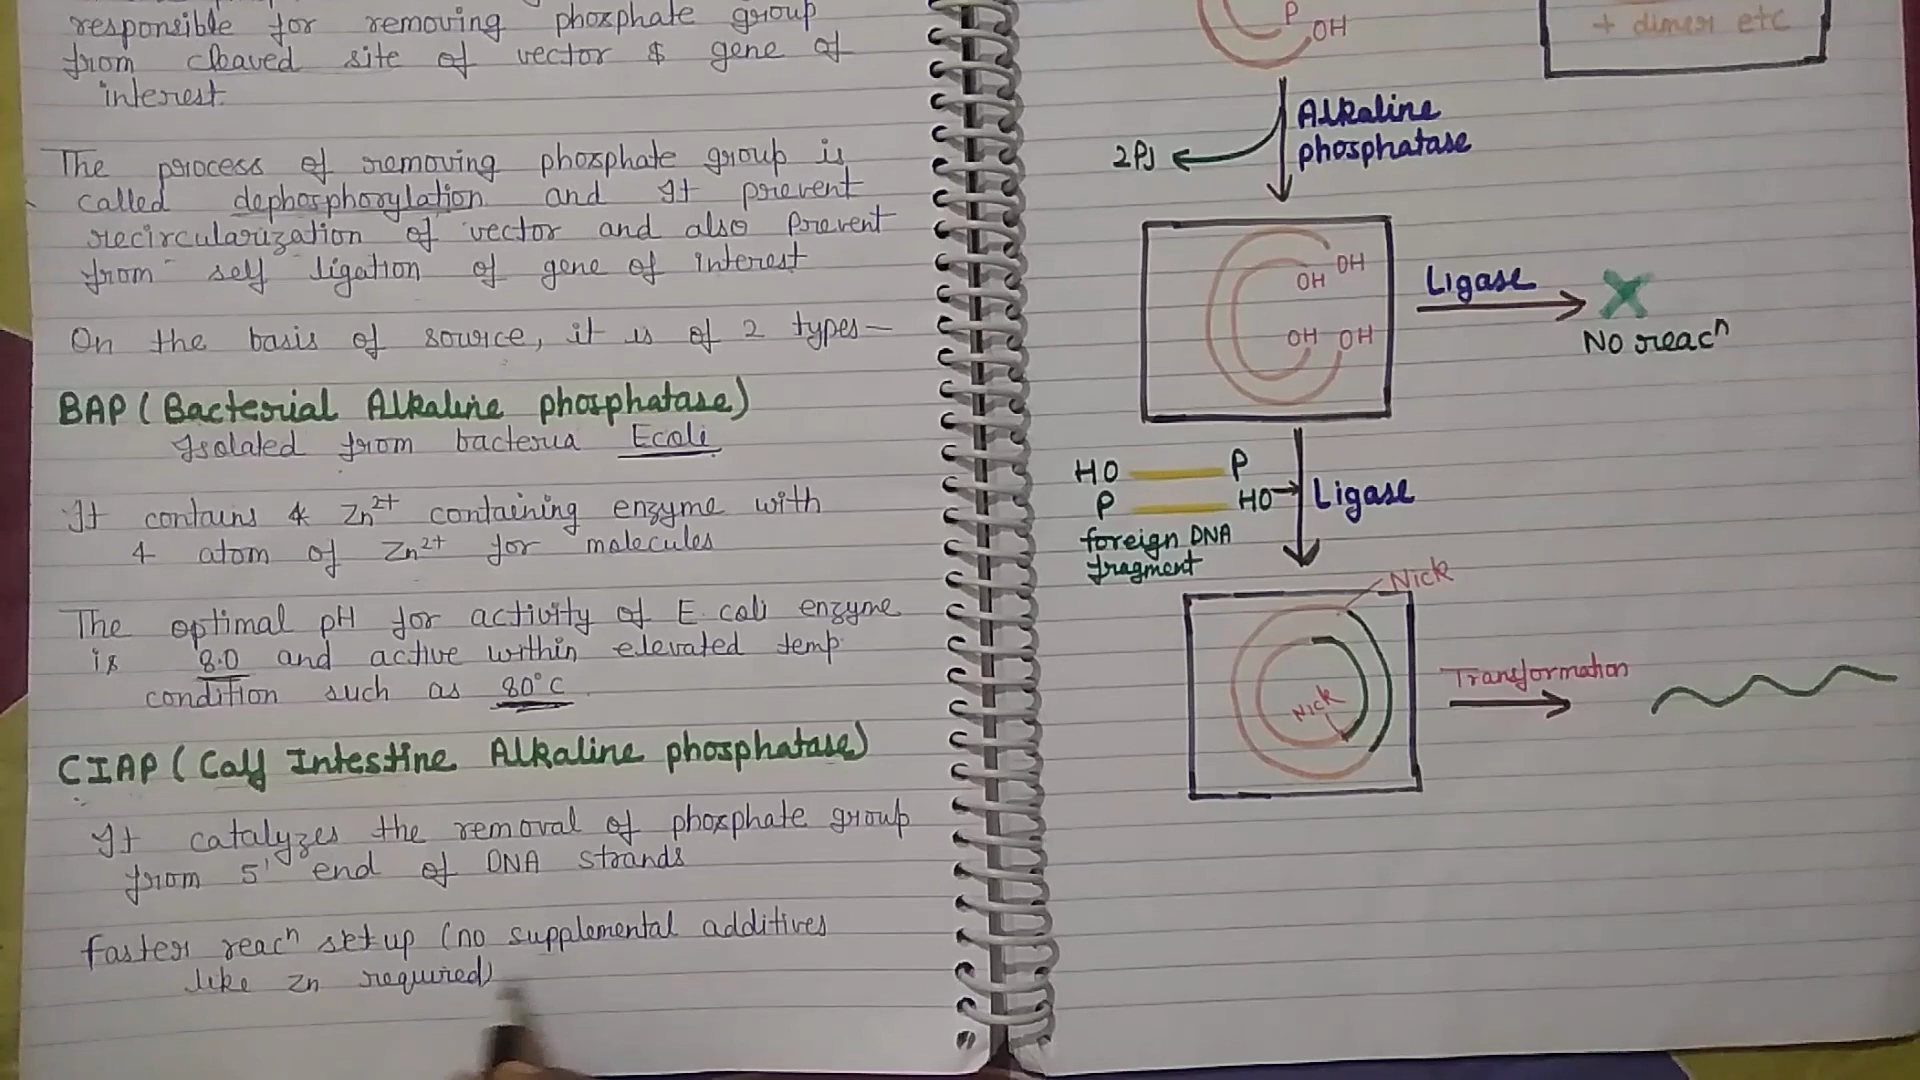 responsible for removing phosphate group
from cleaved site of vector & gene of
interest.
The process of removing phosphate group is
called dephosphorylation and It prevent
recircularization of vector and also Prevent
from self ligation of gene of interest
On the basis of source, it is of 2 types—
BAP (Bacterial Alkaline phosphatase)
Isolated from bacteria Ecoli
It contains & Zn²⁺ containing enzyme with
4 atom of Zn²⁺ for molecules
The optimal pH for activity of E coli enzyme
is 8.0 and active within elevated temp
condition such as 80°C.
CIAP (Calf Intestine Alkaline phosphatase)
It catalyzes the removal of phosphate group
from 5' end of DNA strands
faster reacⁿ setup (no supplemental additives
like Zn required)
P
OH
+ dimer etc
Alkaline
phosphatase
2Pi
OH
OH
OH OH
Ligase
No reacⁿ
HO P
P HO
Ligase
foreign DNA
fragment
Nick
Nick
Transformation